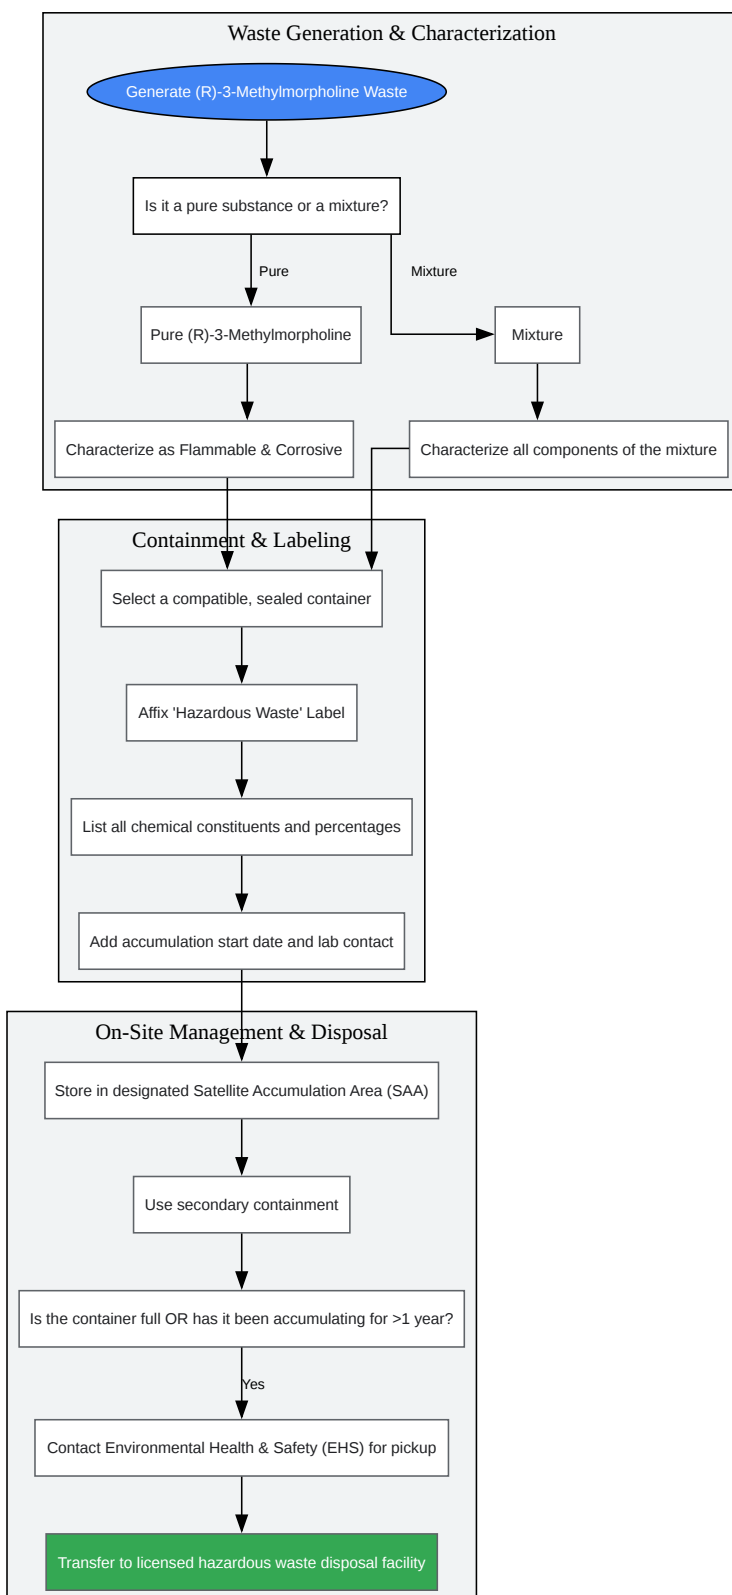 Waste Generation & Characterization
Generate (R)-3-Methylmorpholine Waste
Is it a pure substance or a mixture?
Pure
Mixture
Pure (R)-3-Methylmorpholine
Mixture
Characterize as Flammable & Corrosive
Characterize all components of the mixture
Containment & Labeling
Select a compatible, sealed container
Affix 'Hazardous Waste' Label
List all chemical constituents and percentages
Add accumulation start date and lab contact
On-Site Management & Disposal
Store in designated Satellite Accumulation Area (SAA)
Use secondary containment
Is the container full OR has it been accumulating for >1 year?
Yes
Contact Environmental Health & Safety (EHS) for pickup
Transfer to licensed hazardous waste disposal facility